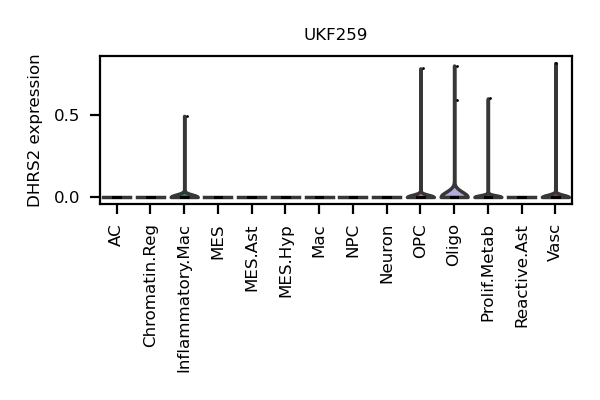 UKF259
DHRS2 expression
0.5
0.0
AC
Chromatin.Reg
Inflammatory.Mac
MES
MES.Ast
MES.Hyp
Mac
NPC
Neuron
OPC
Oligo
Prolif.Metab
Reactive.Ast
Vasc